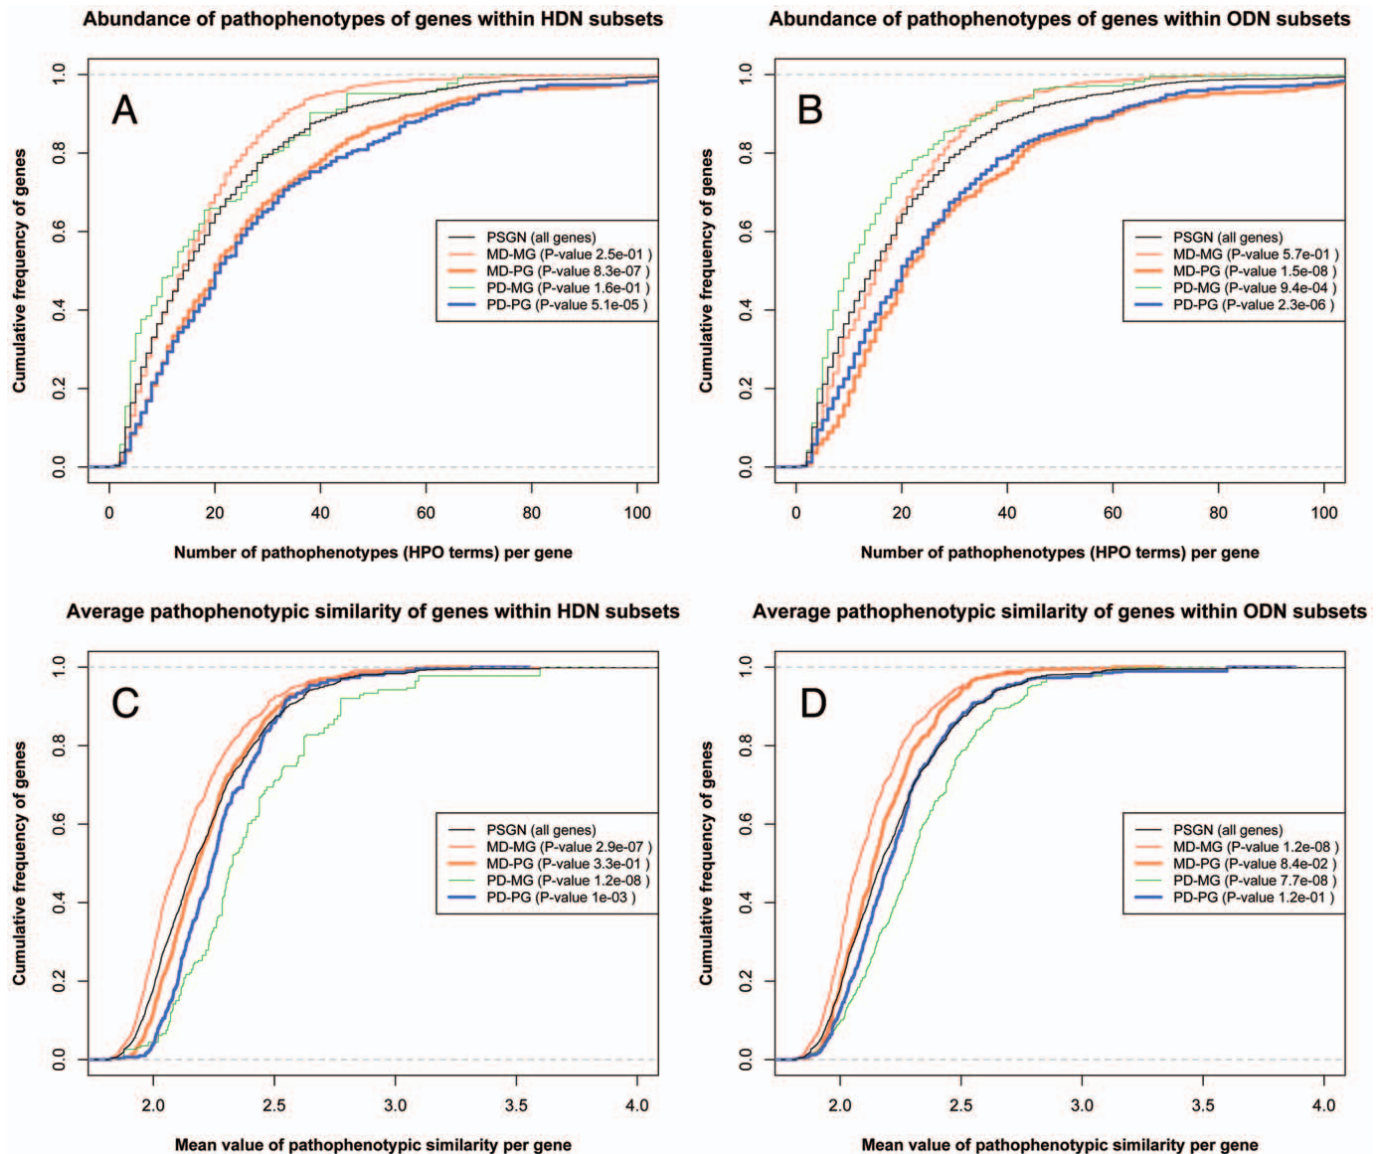 Abundance of pathophenotypes of genes within HDN subsets
A
Cumulative frequency of genes
0.0
0.2
0.4
0.6
0.8
1.0
PSGN (all genes)
MD-MG (P-value 2.5e-01 )
MD-PG (P-value 8.3e-07 )
PD-MG (P-value 1.6e-01 )
PD-PG (P-value 5.1e-05 )
0 20 40 60 80 100
Number of pathophenotypes (HPO terms) per gene
Abundance of pathophenotypes of genes within ODN subsets
B
Cumulative frequency of genes
0.0
0.2
0.4
0.6
0.8
1.0
PSGN (all genes)
MD-MG (P-value 5.7e-01 )
MD-PG (P-value 1.5e-08 )
PD-MG (P-value 9.4e-04 )
PD-PG (P-value 2.3e-06 )
0 20 40 60 80 100
Number of pathophenotypes (HPO terms) per gene
Average pathophenotypic similarity of genes within HDN subsets
C
Cumulative frequency of genes
0.0
0.2
0.4
0.6
0.8
1.0
PSGN (all genes)
MD-MG (P-value 2.9e-07 )
MD-PG (P-value 3.3e-01 )
PD-MG (P-value 1.2e-08 )
PD-PG (P-value 1e-03 )
2.0 2.5 3.0 3.5 4.0
Mean value of pathophenotypic similarity per gene
Average pathophenotypic similarity of genes within ODN subsets
D
Cumulative frequency of genes
0.0
0.2
0.4
0.6
0.8
1.0
PSGN (all genes)
MD-MG (P-value 1.2e-08 )
MD-PG (P-value 8.4e-02 )
PD-MG (P-value 7.7e-08 )
PD-PG (P-value 1.2e-01 )
2.0 2.5 3.0 3.5 4.0
Mean value of pathophenotypic similarity per gene